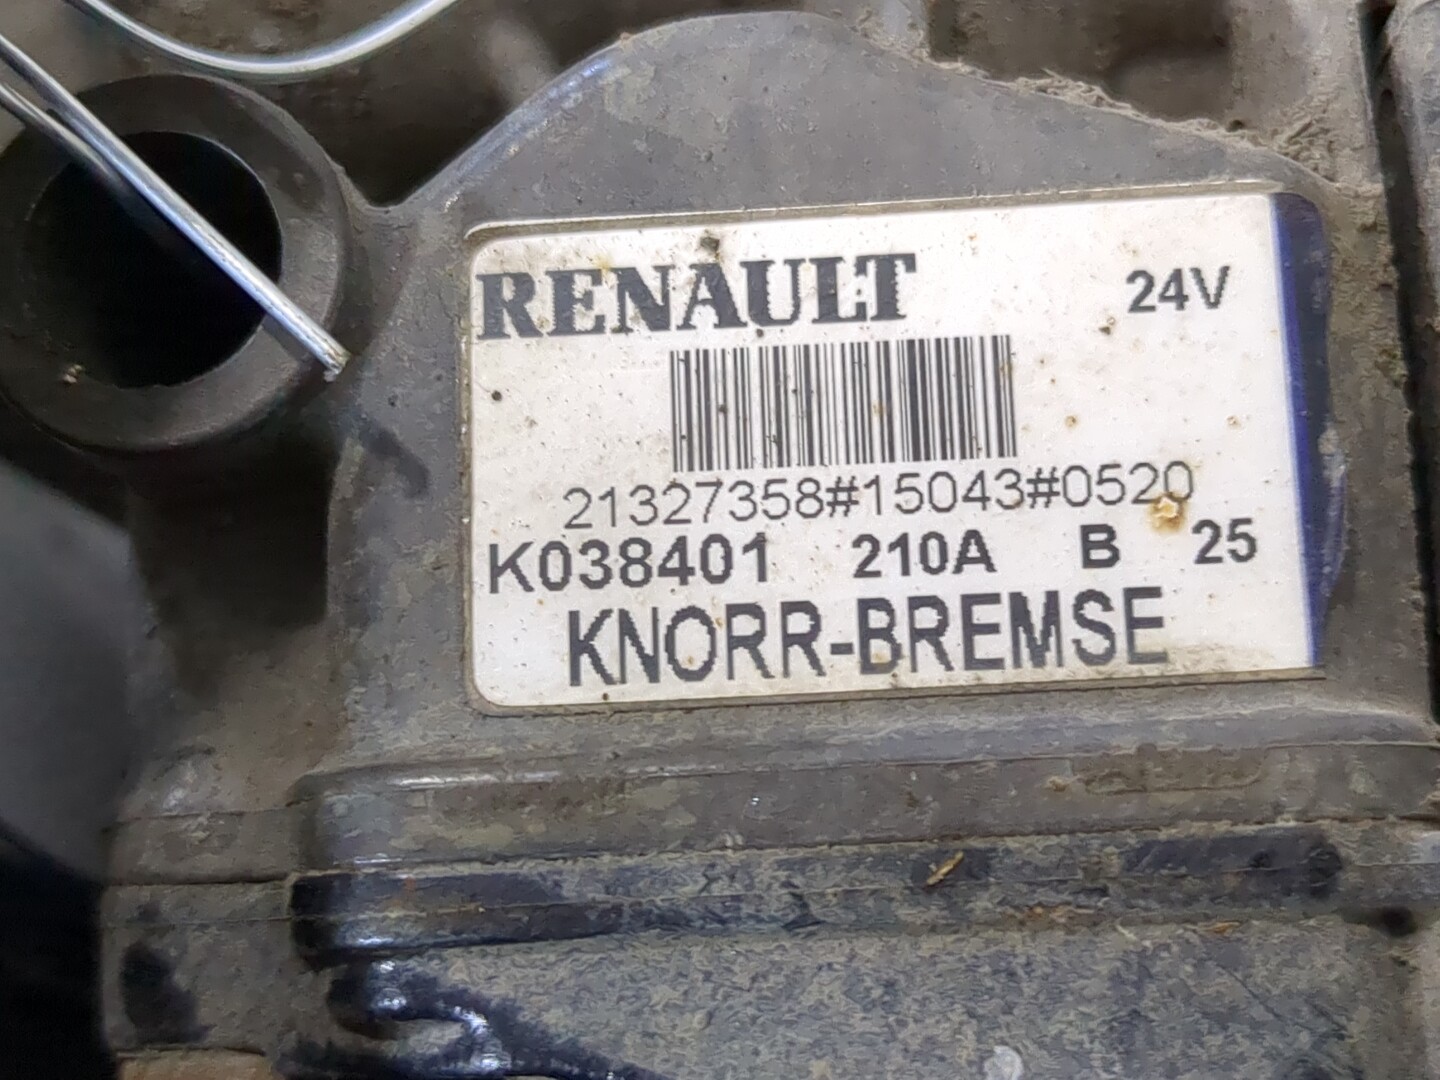 RENAULT 24V
21327358#15043#0520
K038401 210A B 25
KNORR-BREMSE